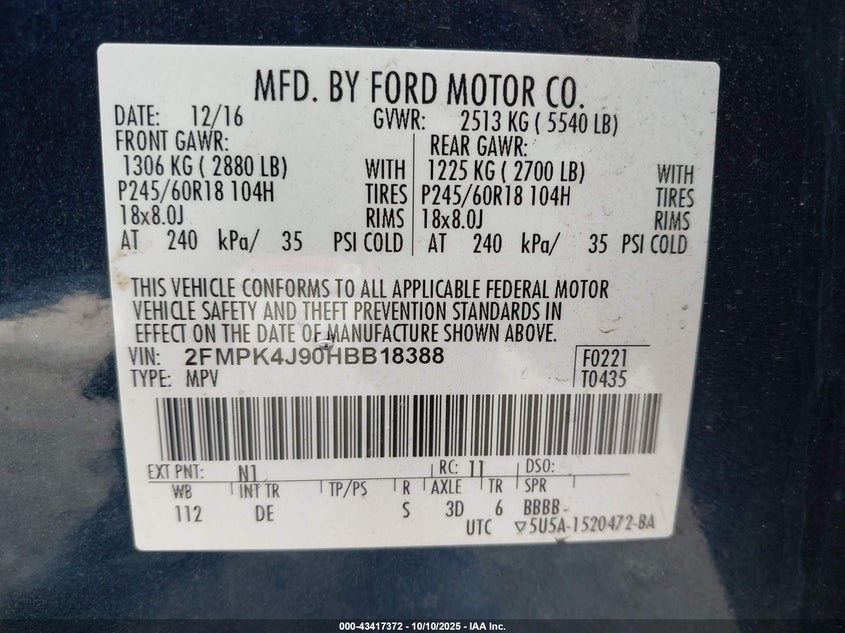 MFD. BY FORD MOTOR CO.
DATE: 12/16 GVWR: 2513 KG ( 5540 LB)
FRONT GAWR: REAR GAWR:
1306 KG ( 2880 LB) WITH 1225 KG ( 2700 LB) WITH
P245/60R18 104H TIRES P245/60R18 104H TIRES
18x8.0J RIMS 18x8.0J RIMS
AT 240 kPa/ 35 PSI COLD AT 240 kPa/ 35 PSI COLD
THIS VEHICLE CONFORMS TO ALL APPLICABLE FEDERAL MOTOR
VEHICLE SAFETY AND THEFT PREVENTION STANDARDS IN
EFFECT ON THE DATE OF MANUFACTURE SHOWN ABOVE.
VIN: 2FMPK4J90HBB18388 F0221
TYPE: MPV T0435
EXT PNT: N1 RC: 11 DSO:
WB INT TR TP/PS R AXLE TR SPR
112 DE S 3D 6 BBBB
UTC ▽5U5A-1520472-BA
000-43417372 - 10/10/2025 - IAA Inc.